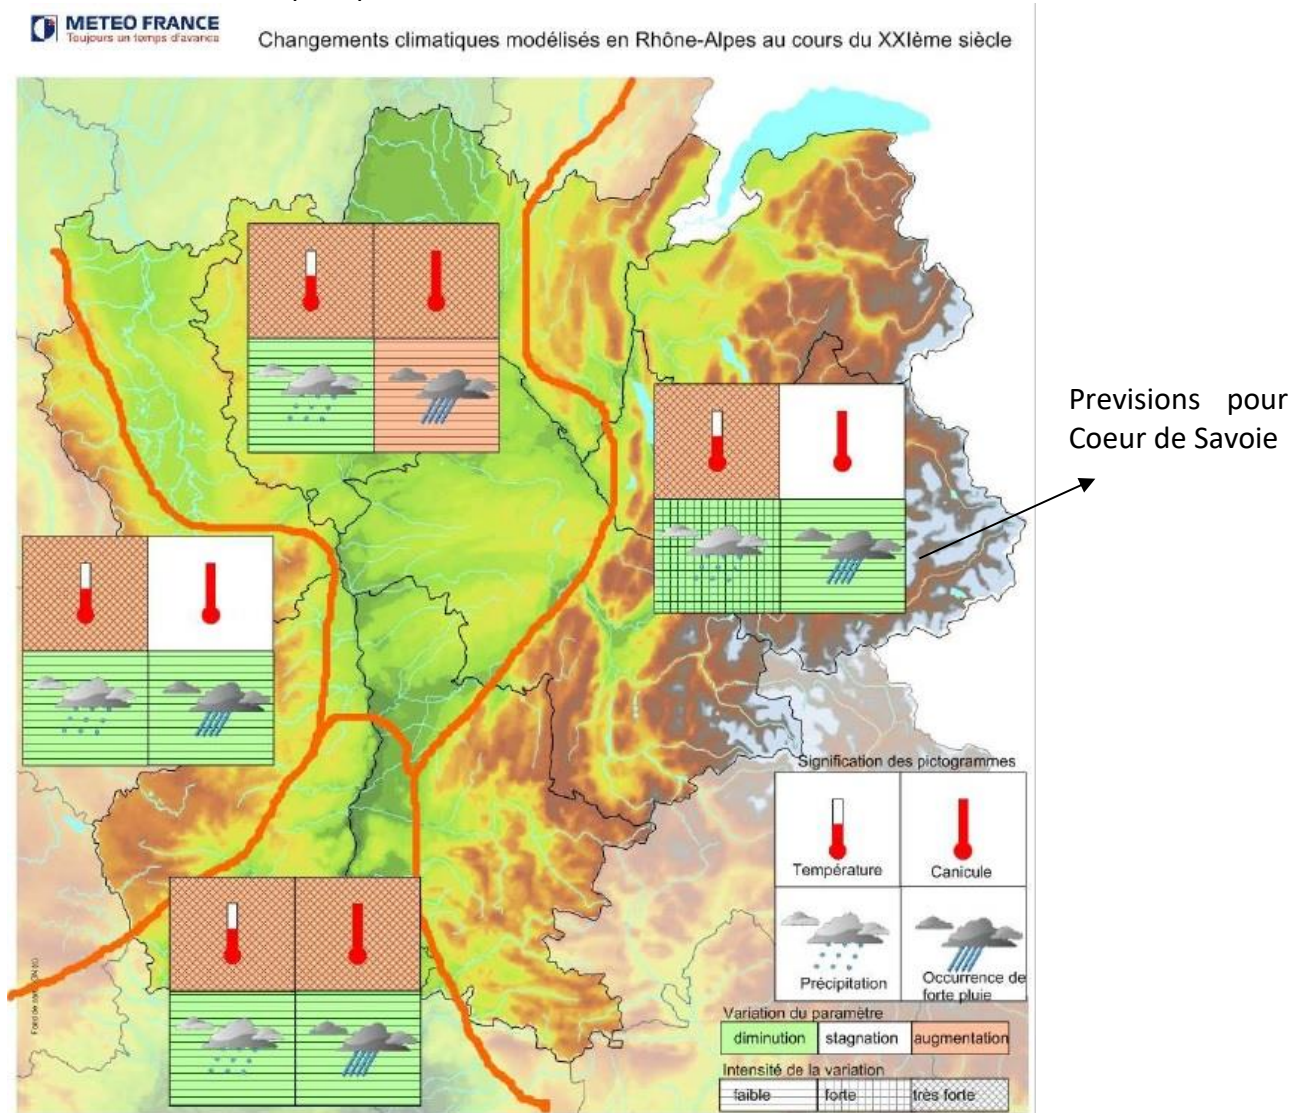 METEO FRANCE
Toujours un temps d'avance
Changements climatiques modélisés en Rhône-Alpes au cours du XXIème siècle
Previsions pour
Coeur de Savoie
Signification des pictogrammes
Température
Canicule
Précipitation
Occurrence de
forte pluie
Variation du paramètre
diminution
stagnation
augmentation
Intensité de la variation
faible
forte
très forte